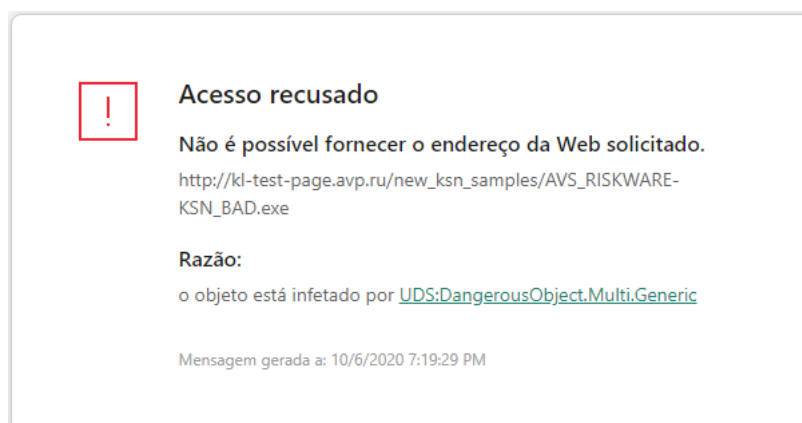 !
Acesso recusado
Não é possível fornecer o endereço da Web solicitado.
http://kl-test-page.avp.ru/new_ksn_samples/AVS_RISKWARE-
KSN_BAD.exe
Razão:
o objeto está infetado por UDS:DangerousObject.Multi.Generic
Mensagem gerada a: 10/6/2020 7:19:29 PM